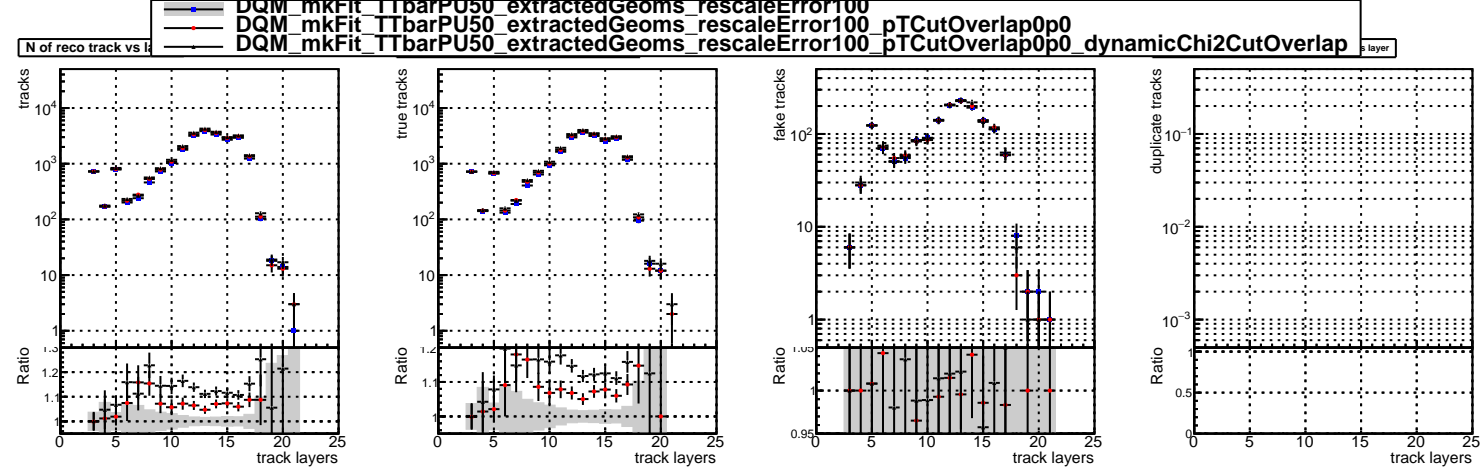 DQM_mkFit_TTbarPU50_extractedGeoms_rescaleError100
DQM_mkFit_TTbarPU50_extractedGeoms_rescaleError100_pTCutOverlap0p0
DQM_mkFit_TTbarPU50_extractedGeoms_rescaleError100_pTCutOverlap0p0_dynamicChi2CutOverlap
N of reco track vs
layer
tracks
10⁴
10³
10²
10
1
Ratio
1.3
1.2
1.1
1
0 5 10 15 20 25
track layers
true tracks
10⁴
10³
10²
10
1
Ratio
1.2
1.1
1
0 5 10 15 20 25
track layers
fake tracks
10²
10
1
Ratio
1.05
1
0.95
0 5 10 15 20 25
track layers
duplicate tracks
10⁻¹
10⁻²
10⁻³
Ratio
1
0.5
0
0 5 10 15 20 25
track layers